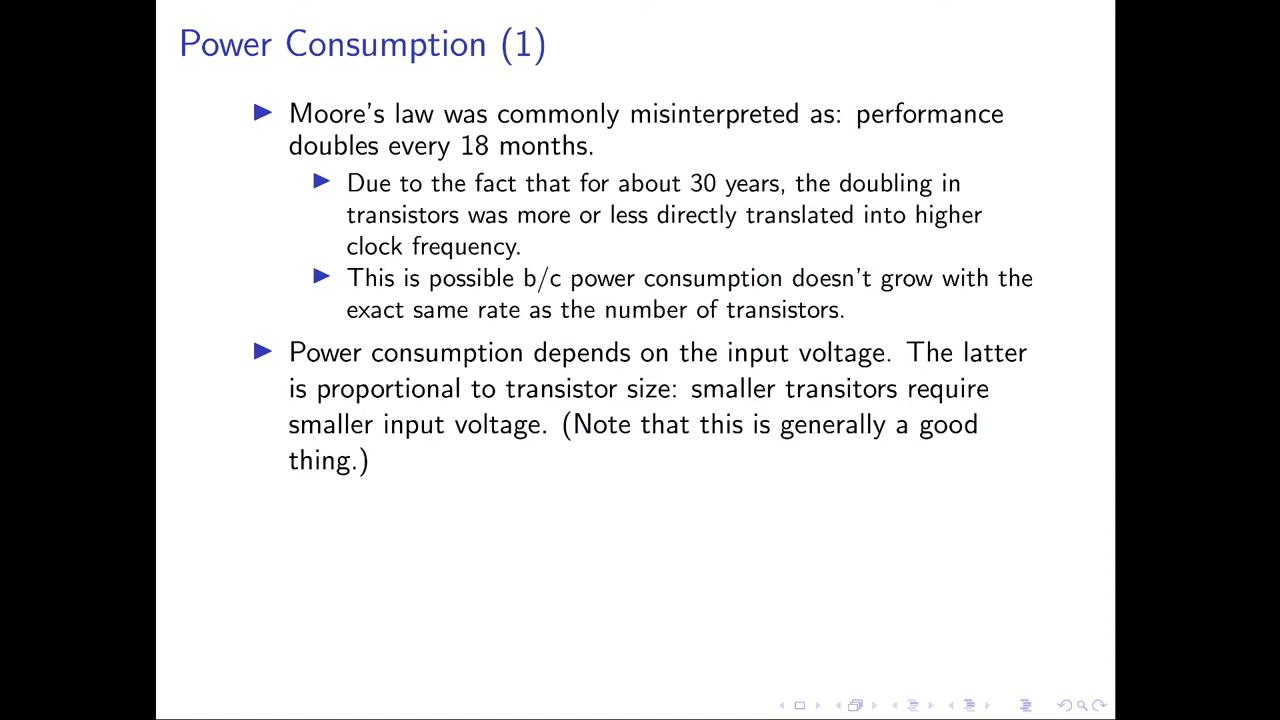 Power Consumption (1)
Moore's law was commonly misinterpreted as: performance
doubles every 18 months.
Due to the fact that for about 30 years, the doubling in
transistors was more or less directly translated into higher
clock frequency.
This is possible b/c power consumption doesn't grow with the
exact same rate as the number of transistors.
Power consumption depends on the input voltage. The latter
is proportional to transistor size: smaller transitors require
smaller input voltage. (Note that this is generally a good
thing.)